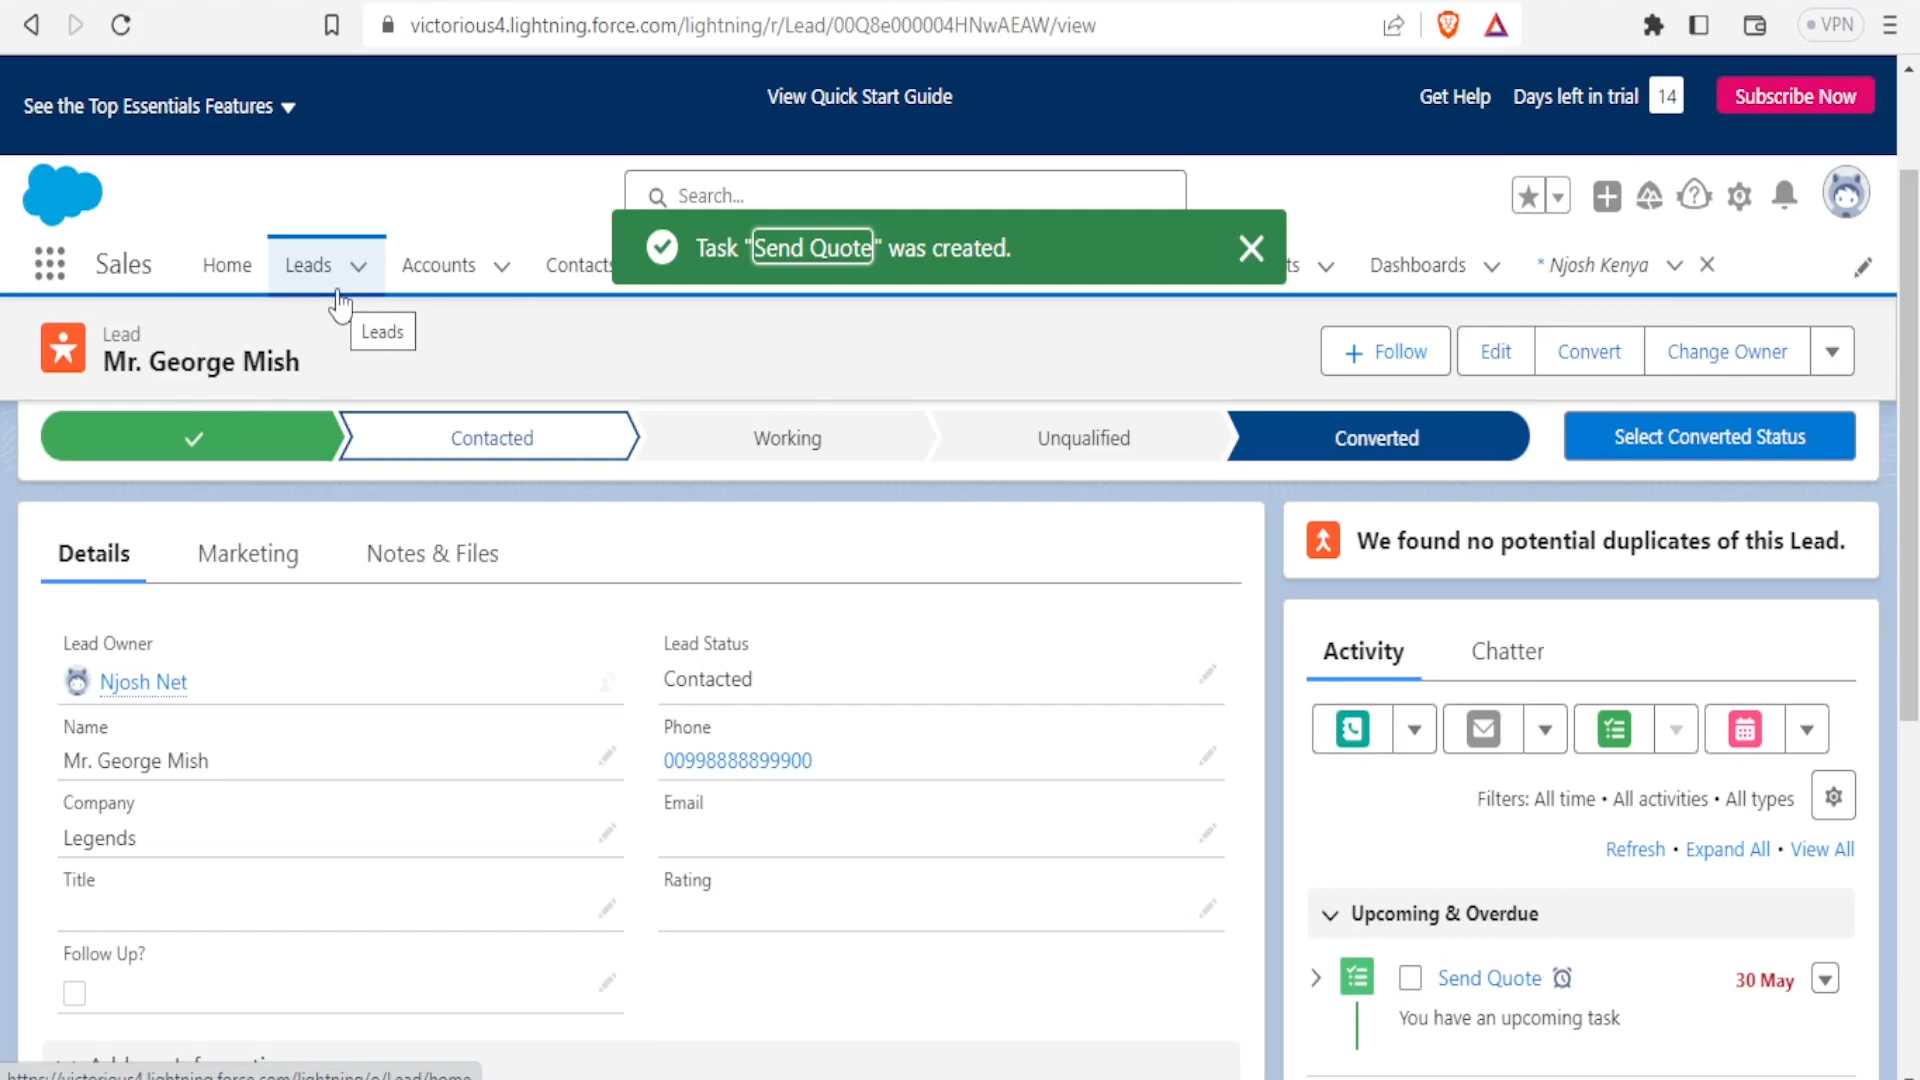 victorious4.lightning.force.com/lightning/r/Lead/00Q8e000004HNwAEAW/view
VPN
See the Top Essentials Features
View Quick Start Guide
Get Help
Days left in trial
14
Subscribe Now
Search...
Task "Send Quote" was created.
Sales
Home
Leads
Accounts
Contacts
ts
Dashboards
* Njosh Kenya
Leads
Lead
Mr. George Mish
Follow
Edit
Convert
Change Owner
Contacted
Working
Unqualified
Converted
Select Converted Status
Details
Marketing
Notes & Files
We found no potential duplicates of this Lead.
Lead Owner
Njosh Net
Lead Status
Contacted
Name
Mr. George Mish
Phone
00998888899900
Company
Legends
Email
Title
Rating
Follow Up?
Activity
Chatter
Filters: All time • All activities • All types
Refresh • Expand All • View All
Upcoming & Overdue
Send Quote
30 May
You have an upcoming task
https://victorious4.lightning.force.com/lightning/o/Lead/home